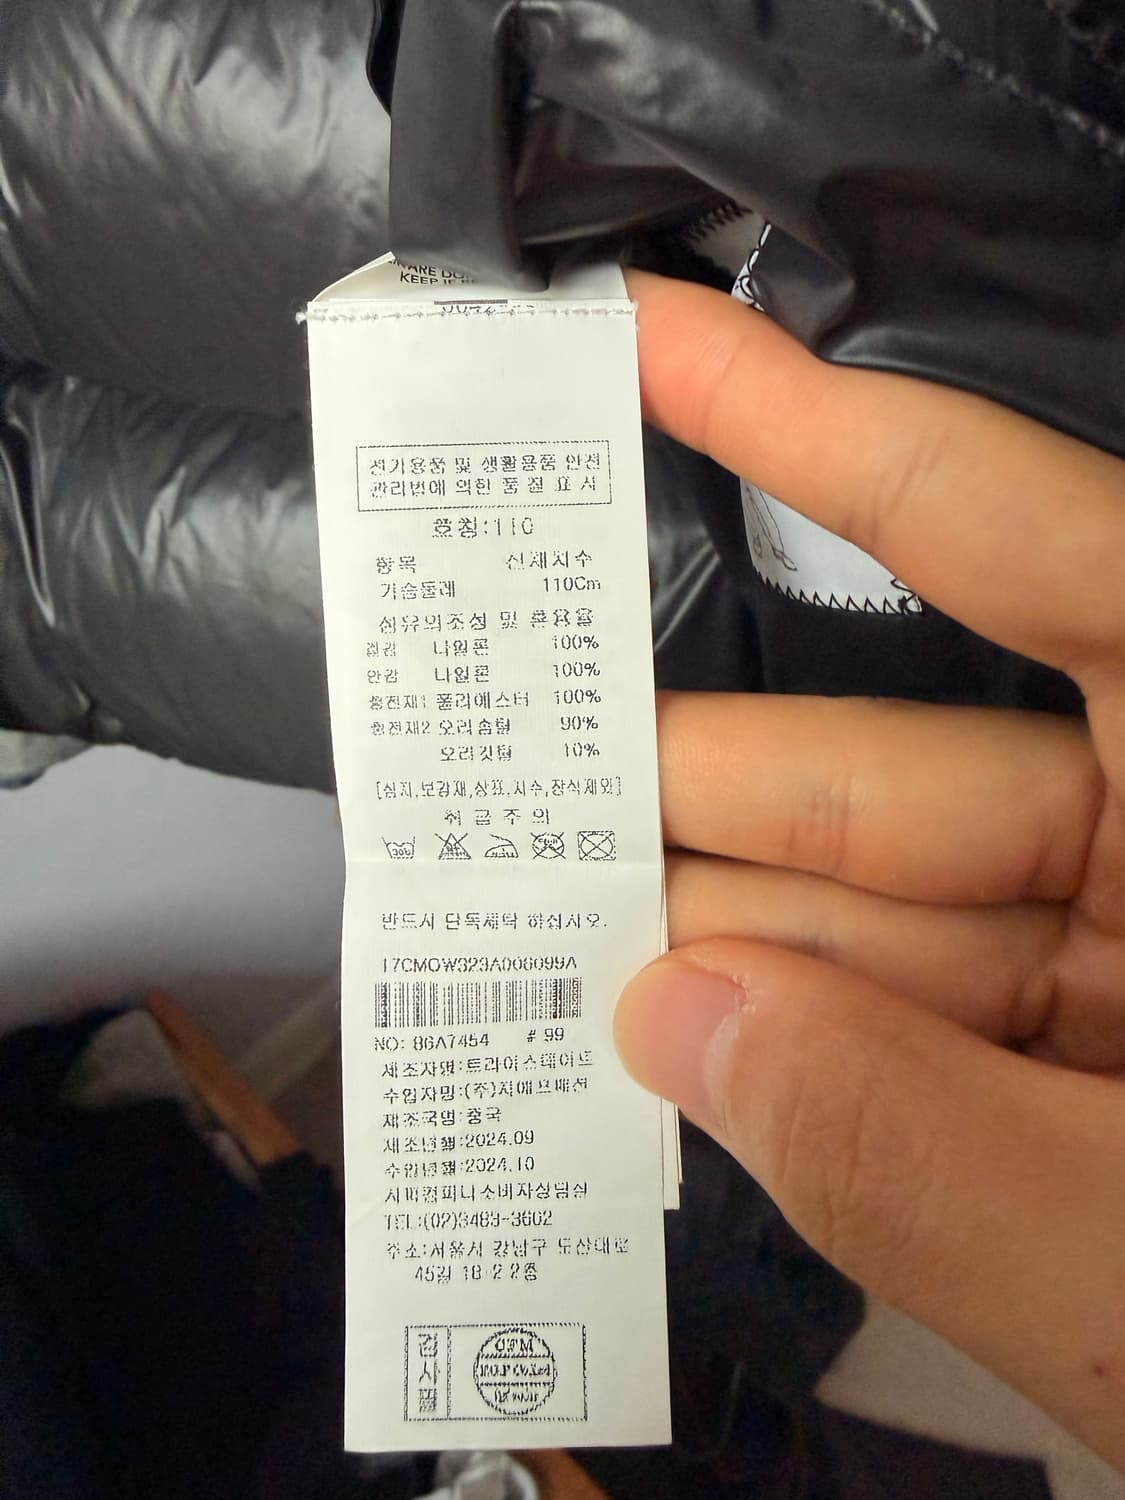 KEEP
전기용품 및 생활용품 안전
관리법에 의한 품 질 표 시
호칭:110
항목 신체치수
가슴둘레 110Cm
섬유의조성 및 혼용율
겉감 나일론 100%
안감 나일론 100%
충전재1 폴리에스터 100%
충전재2 오리솜털 90%
오리깃털 10%
[심지,보강재,상표,자수,장식제외]
취 급 주 의
반드시 단독세탁 하십시오.
17CMOW323A008099A
NO: 86A7454 # 99
제조자명:트라이스테이트
수입자명:(주)지에프패션
제조국명:중국
제조년월:2024.09
수입년월:2024.10
지씨컴퍼니소비자상담실
TEL:(02)3489-3662
주소:서울시 강남구 도산대로
45길 18-2 2층
검사필